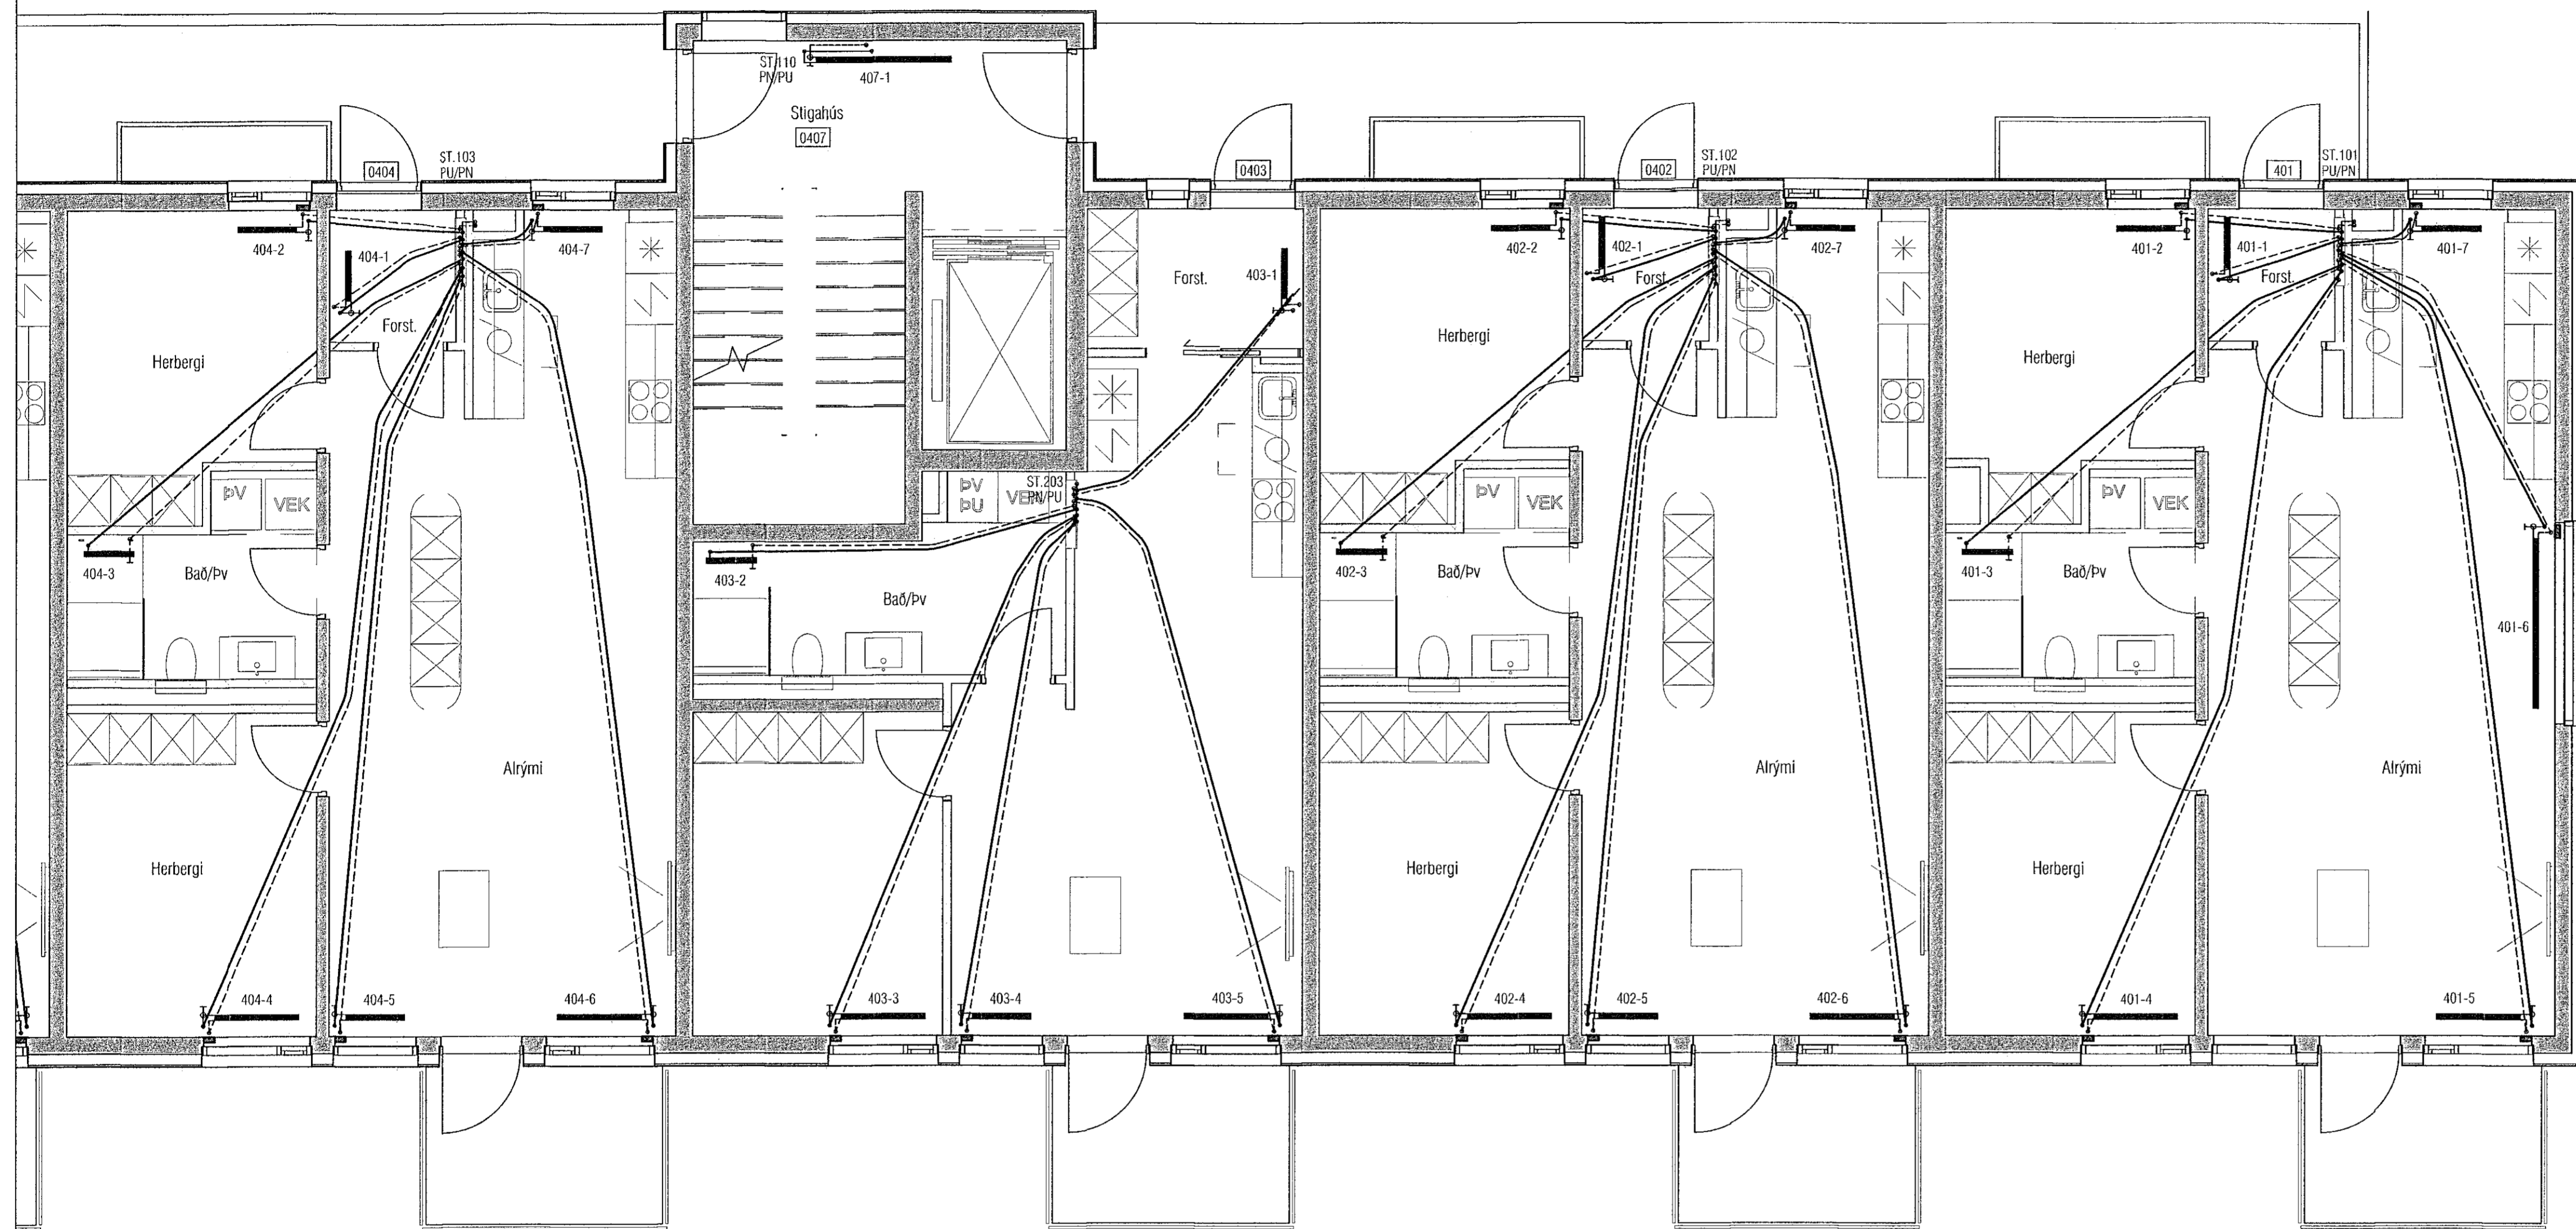 ST.110
PN/PU
407-1
Stigahús
0407
0404
ST.103
PU/PN
0403
0402
ST.102
PU/PN
401
ST.101
PU/PN
404-2
404-1
404-7
Forst.
Herbergi
403-1
Forst.
402-2
402-1
402-7
Forst.
Herbergi
401-2
401-1
401-7
Forst.
Herbergi
ÞV
VEK
404-3
Bað/Þv
ST.203
PN/PU
ÞV
ÞU
VEK
403-2
Bað/Þv
ÞV
VEK
402-3
Bað/Þv
ÞV
VEK
401-3
Bað/Þv
401-6
Alrými
Alrými
Alrými
Herbergi
Herbergi
Herbergi
404-4
404-5
404-6
403-3
403-4
403-5
402-4
402-5
402-6
401-4
401-5